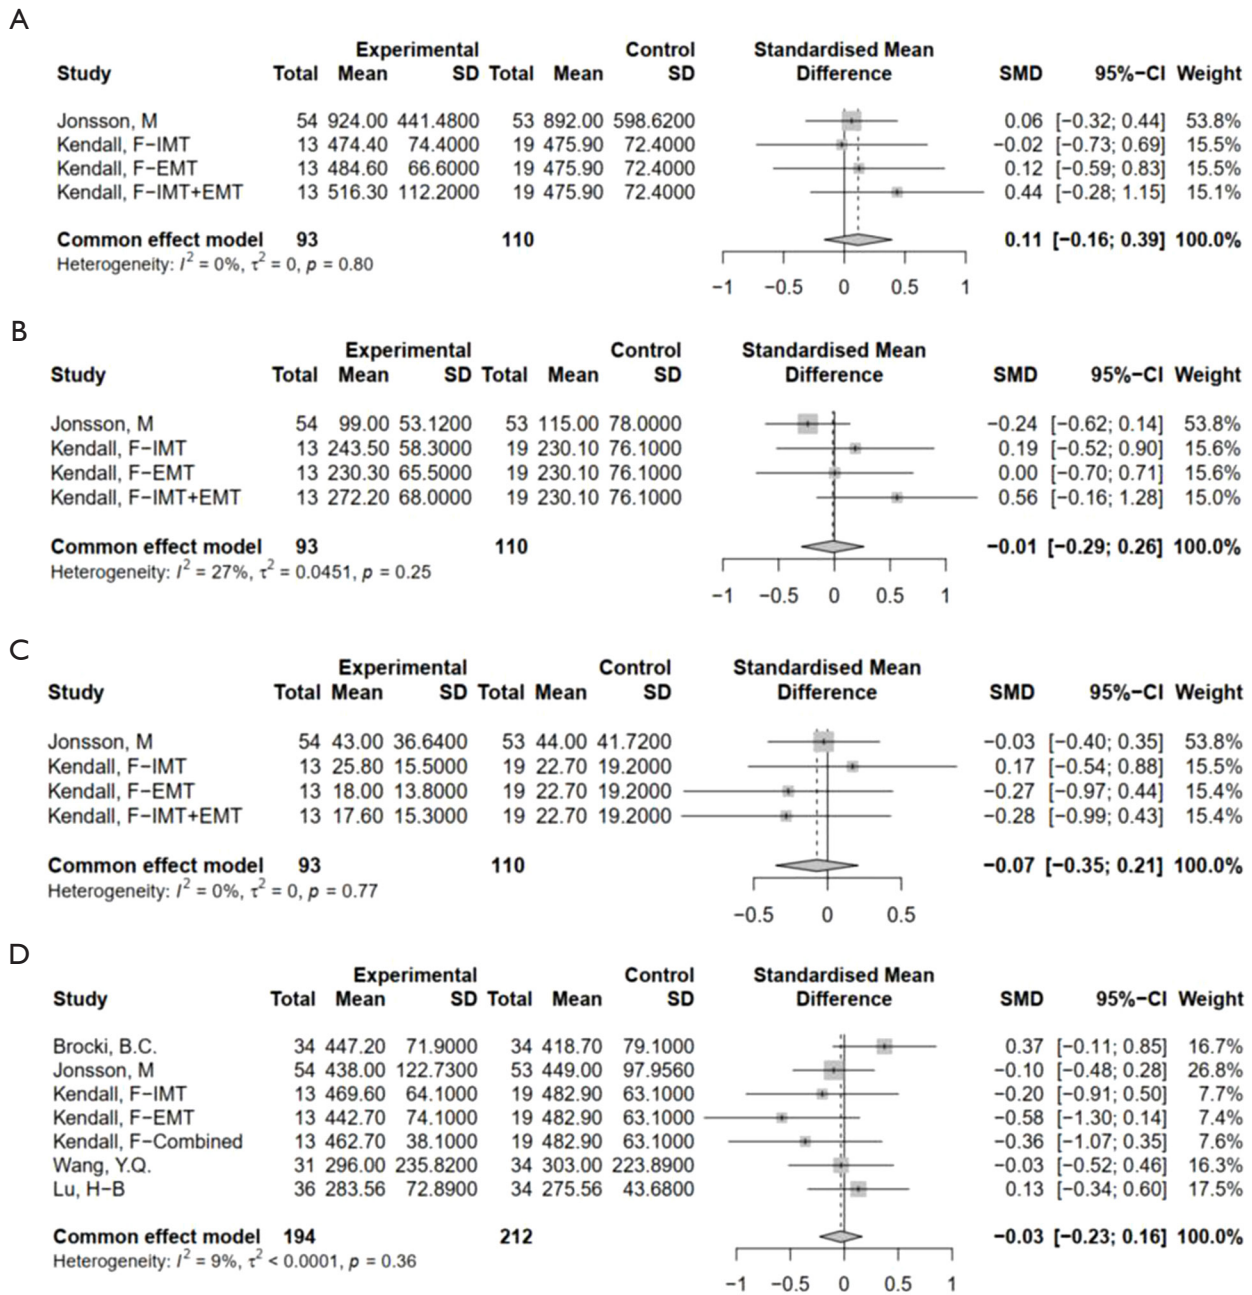 A
Experimental Control Standardised Mean
Study Total Mean SD Total Mean SD Difference SMD 95%−CI Weight
Jonsson, M 54 924.00 441.4800 53 892.00 598.6200 0.06 [−0.32; 0.44] 53.8%
Kendall, F−IMT 13 474.40 74.4000 19 475.90 72.4000 −0.02 [−0.73; 0.69] 15.5%
Kendall, F−EMT 13 484.60 66.6000 19 475.90 72.4000 0.12 [−0.59; 0.83] 15.5%
Kendall, F−IMT+EMT 13 516.30 112.2000 19 475.90 72.4000 0.44 [−0.28; 1.15] 15.1%
Common effect model 93 110 0.11 [−0.16; 0.39] 100.0%
Heterogeneity: I² = 0%, τ² = 0, p = 0.80
−1 −0.5 0 0.5 1
B
Experimental Control Standardised Mean
Study Total Mean SD Total Mean SD Difference SMD 95%−CI Weight
Jonsson, M 54 99.00 53.1200 53 115.00 78.0000 −0.24 [−0.62; 0.14] 53.8%
Kendall, F−IMT 13 243.50 58.3000 19 230.10 76.1000 0.19 [−0.52; 0.90] 15.6%
Kendall, F−EMT 13 230.30 65.5000 19 230.10 76.1000 0.00 [−0.70; 0.71] 15.6%
Kendall, F−IMT+EMT 13 272.20 68.0000 19 230.10 76.1000 0.56 [−0.16; 1.28] 15.0%
Common effect model 93 110 −0.01 [−0.29; 0.26] 100.0%
Heterogeneity: I² = 27%, τ² = 0.0451, p = 0.25
−1 −0.5 0 0.5 1
C
Experimental Control Standardised Mean
Study Total Mean SD Total Mean SD Difference SMD 95%−CI Weight
Jonsson, M 54 43.00 36.6400 53 44.00 41.7200 −0.03 [−0.40; 0.35] 53.8%
Kendall, F−IMT 13 25.80 15.5000 19 22.70 19.2000 0.17 [−0.54; 0.88] 15.5%
Kendall, F−EMT 13 18.00 13.8000 19 22.70 19.2000 −0.27 [−0.97; 0.44] 15.4%
Kendall, F−IMT+EMT 13 17.60 15.3000 19 22.70 19.2000 −0.28 [−0.99; 0.43] 15.4%
Common effect model 93 110 −0.07 [−0.35; 0.21] 100.0%
Heterogeneity: I² = 0%, τ² = 0, p = 0.77
−0.5 0 0.5
D
Experimental Control Standardised Mean
Study Total Mean SD Total Mean SD Difference SMD 95%−CI Weight
Brocki, B.C. 34 447.20 71.9000 34 418.70 79.1000 0.37 [−0.11; 0.85] 16.7%
Jonsson, M 54 438.00 122.7300 53 449.00 97.9560 −0.10 [−0.48; 0.28] 26.8%
Kendall, F−IMT 13 469.60 64.1000 19 482.90 63.1000 −0.20 [−0.91; 0.50] 7.7%
Kendall, F−EMT 13 442.70 74.1000 19 482.90 63.1000 −0.58 [−1.30; 0.14] 7.4%
Kendall, F−Combined 13 462.70 38.1000 19 482.90 63.1000 −0.36 [−1.07; 0.35] 7.6%
Wang, Y.Q. 31 296.00 235.8200 34 303.00 223.8900 −0.03 [−0.52; 0.46] 16.3%
Lu, H−B 36 283.56 72.8900 34 275.56 43.6800 0.13 [−0.34; 0.60] 17.5%
Common effect model 194 212 −0.03 [−0.23; 0.16] 100.0%
Heterogeneity: I² = 9%, τ² < 0.0001, p = 0.36
−1 −0.5 0 0.5 1